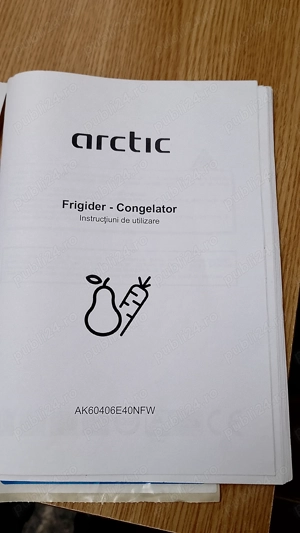 arctic
Frigider - Congelator
Instrucţiuni de utilizare
AK60406E40NFW